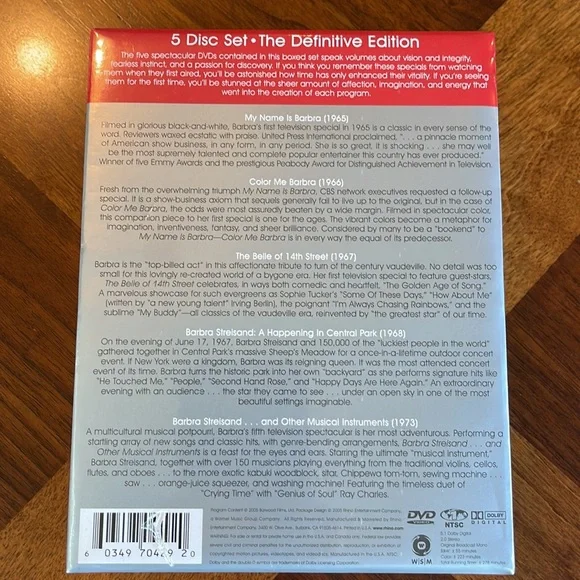 5 Disc Set • The Definitive Edition
The five spectacular DVDs contained in this boxed set speak volumes about vision and integrity,
fearless instinct, and a passion for discovery. If you think you remember these specials from watching
them when they first aired, you'll be astonished how time has only enhanced their vitality. If you're seeing
them for the first time, you'll be stunned at the sheer amount of affection, imagination, and energy that
went into the creation of each program.
My Name Is Barbra (1965)
Filmed in glorious black-and-white, Barbra's first television special in 1965 is a classic in every sense of the
word. Reviewers waxed ecstatic with praise. United Press International proclaimed, ". . . a pinnacle moment
of American show business, in any form, in any period. She is so great, it is shocking . . . she may well
be the most supremely talented and complete popular entertainer this country has ever produced."
Winner of five Emmy Awards and the prestigious Peabody Award for Distinguished Achievement in Television.
Color Me Barbra (1966)
Fresh from the overwhelming triumph My Name Is Barbra, CBS network executives requested a follow-up
special. It is a show-business axiom that sequels generally fail to live up to the original, but in the case of
Color Me Barbra, the odds were most assuredly beaten by a wide margin. Filmed in spectacular color,
this companion piece to her first special is one for the ages. The vibrant colors become a metaphor for
imagination, inventiveness, fantasy, and sheer brilliance. Considered by many to be a "bookend" to
My Name is Barbra—Color Me Barbra is in every way the equal of its predecessor.
The Belle of 14th Street (1967)
Barbra is the "top-billed act" in this affectionate tribute to turn of the century vaudeville. No detail was too
small for this lovingly re-created world of a bygone era. Her first television special to feature guest-stars,
The Belle of 14th Street celebrates, in ways both comedic and heartfelt, "The Golden Age of Song."
A marvelous showcase for such evergreens as Sophie Tucker's "Some Of These Days," "How About Me"
(written by "a new young talent" Irving Berlin), the poignant "I'm Always Chasing Rainbows," and the
sublime "My Buddy"—all classics of the vaudeville era, reinvented by "the greatest star" of our time.
Barbra Streisand: A Happening in Central Park (1968)
On the evening of June 17, 1967, Barbra Streisand and 150,000 of the "luckiest people in the world"
gathered together in Central Park's massive Sheep's Meadow for a once-in-a-lifetime outdoor concert
event. If New York were a kingdom, Barbra was its reigning queen. It was the most attended concert
event of its time. Barbra turns the historic park into her own "backyard" as she performs signature hits like
"He Touched Me," "People," "Second Hand Rose," and "Happy Days Are Here Again." An extraordinary
evening with an audience . . . the star they came to see . . . under an open sky in one of the most
beautiful settings imaginable.
Barbra Streisand . . . and Other Musical Instruments (1973)
A multicultural musical potpourri, Barbra's fifth television spectacular is her most adventurous. Performing a
startling array of new songs and classic hits, with genre-bending arrangements, Barbra Streisand . . . and
Other Musical Instruments is a feast for the eyes and ears. Starring the ultimate "musical instrument,"
Barbra Streisand, together with over 150 musicians playing everything from the traditional violins, cellos,
flutes, and oboes . . . to the more exotic kabuki woodblock, sitar, Chippewa tom-tom, sewing machine . . .
saw . . . orange-juice squeezer, and washing machine! Featuring the timeless duet of
"Crying Time" with "Genius of Soul" Ray Charles.
6 03497 04292 0
DVD
VIDEO
NTSC
DOLBY
DIGITAL
WSM